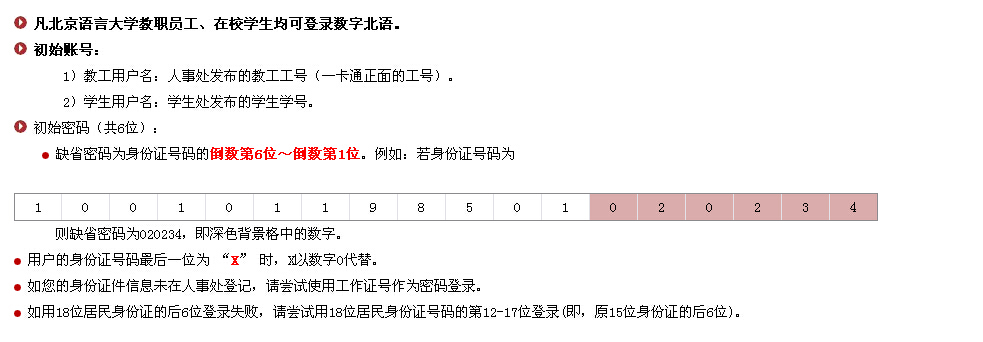 凡北京语言大学教职员工、在校学生均可登录数字北语。
初始账号：
1）教工用户名：人事处发布的教工工号（一卡通正面的工号）。
2）学生用户名：学生处发布的学生学号。
初始密码（共6位）：
缺省密码为身份证号码的倒数第6位～倒数第1位。例如：若身份证号码为
1 0 0 1 0 1 1 9 8 5 0 1 0 2 0 2 3 4
则缺省密码为020234，即深色背景格中的数字。
用户的身份证号码最后一位为 “X” 时，X以数字0代替。
如您的身份证件信息未在人事处登记，请尝试使用工作证号作为密码登录。
如用18位居民身份证的后6位登录失败，请尝试用18位居民身份证号码的第12-17位登录(即，原15位身份证的后6位)。